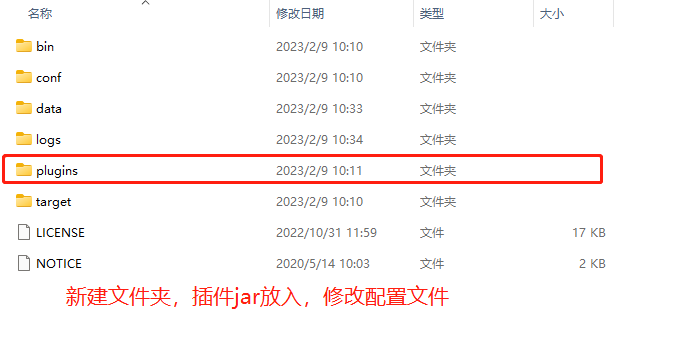 名称 修改日期 类型 大小
bin 2023/2/9 10:10 文件夹
conf 2023/2/9 10:10 文件夹
data 2023/2/9 10:33 文件夹
logs 2023/2/9 10:34 文件夹
plugins 2023/2/9 10:11 文件夹
target 2023/2/9 10:10 文件夹
LICENSE 2022/10/31 11:59 文件 17 KB
NOTICE 2020/5/14 10:03 文件 2 KB
新建文件夹，插件jar放入，修改配置文件